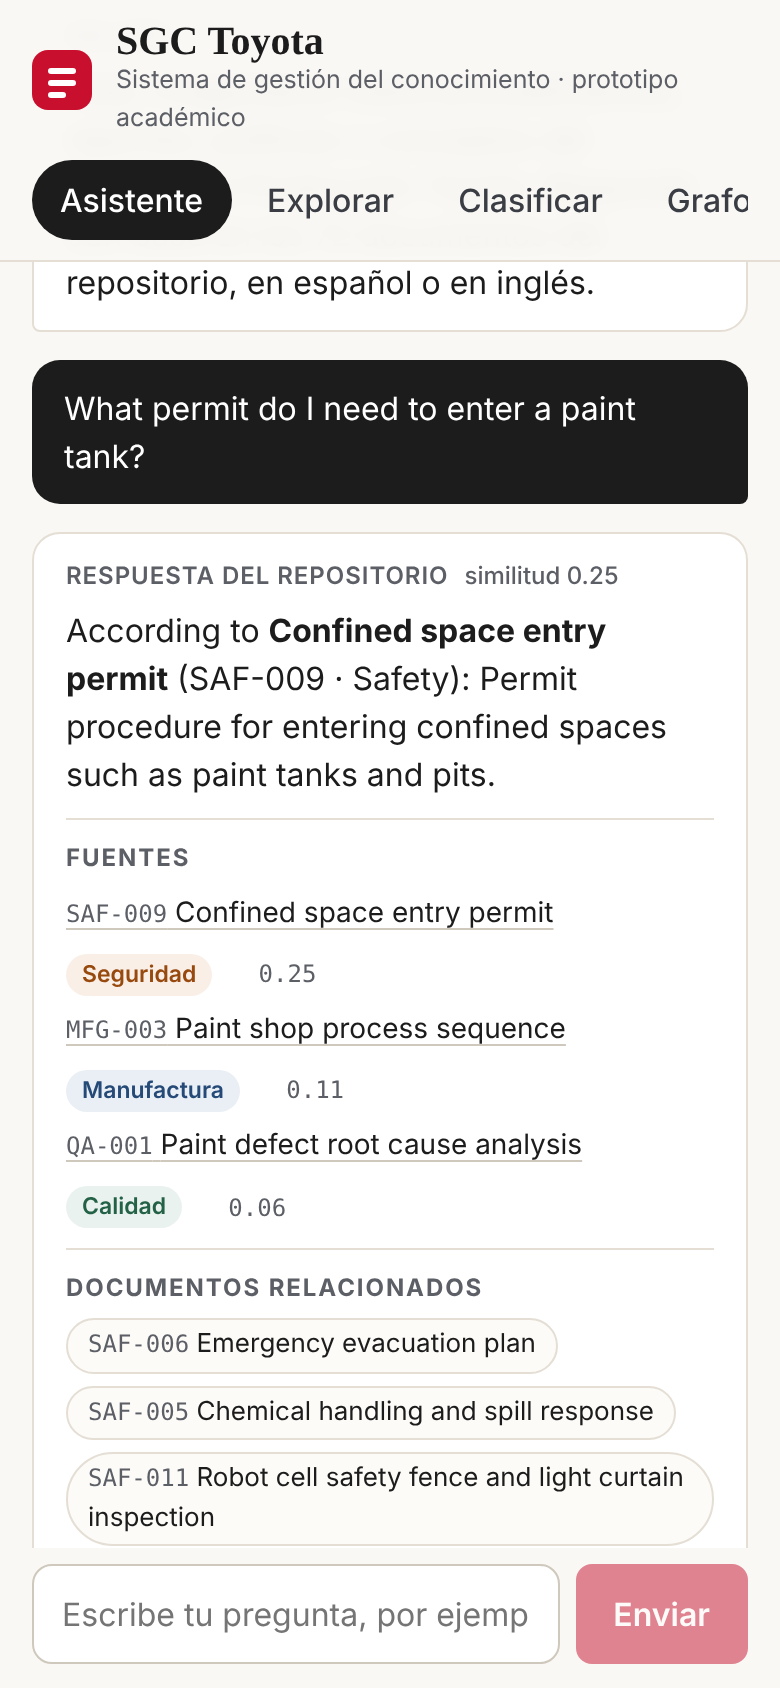 SGC Toyota
Sistema de gestión del conocimiento · prototipo
académico
Asistente Explorar Clasificar Grafo
repositorio, en español o en inglés.
What permit do I need to enter a paint
tank?
RESPUESTA DEL REPOSITORIO similitud 0.25
According to Confined space entry
permit (SAF-009 · Safety): Permit
procedure for entering confined spaces
such as paint tanks and pits.
FUENTES
SAF-009 Confined space entry permit
Seguridad 0.25
MFG-003 Paint shop process sequence
Manufactura 0.11
QA-001 Paint defect root cause analysis
Calidad 0.06
DOCUMENTOS RELACIONADOS
SAF-006 Emergency evacuation plan
SAF-005 Chemical handling and spill response
SAF-011 Robot cell safety fence and light curtain
inspection
Escribe tu pregunta, por ejemp
Enviar